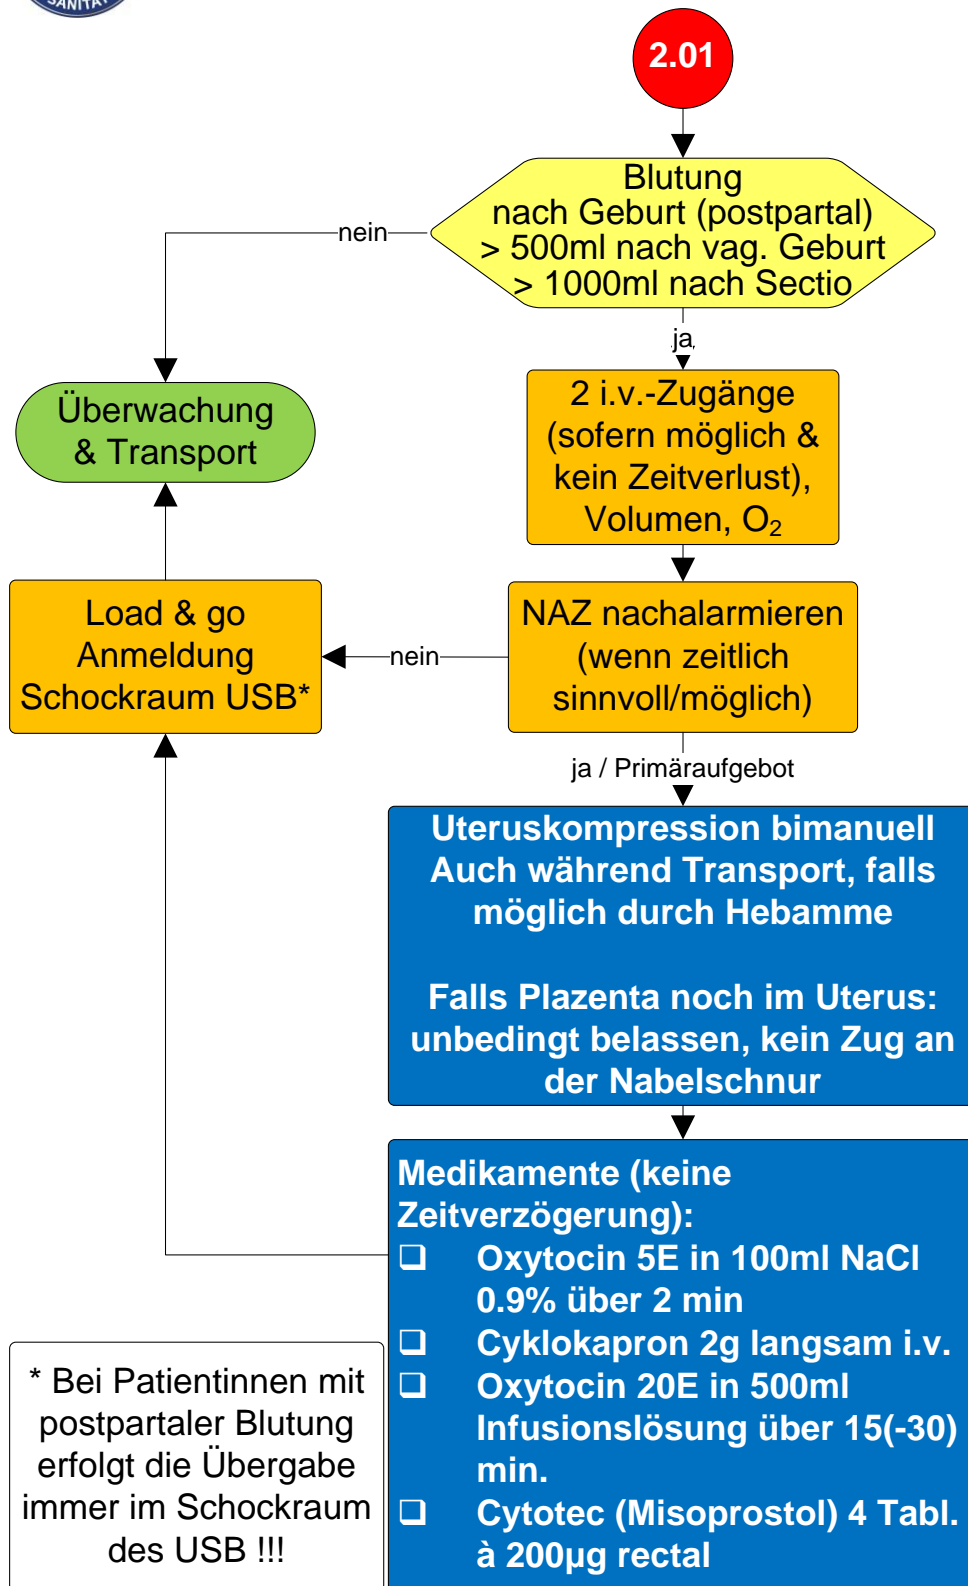 SANITÄT
2.01
Blutung
nach Geburt (postpartal)
> 500ml nach vag. Geburt
> 1000ml nach Sectio
nein
ja
Überwachung
& Transport
2 i.v.-Zugänge
(sofern möglich &
kein Zeitverlust),
Volumen, O₂
Load & go
Anmeldung
Schockraum USB*
nein
NAZ nachalarmieren
(wenn zeitlich
sinnvoll/möglich)
ja / Primäraufgebot
Uteruskompression bimanuell
Auch während Transport, falls
möglich durch Hebamme
Falls Plazenta noch im Uterus:
unbedingt belassen, kein Zug an
der Nabelschnur
Medikamente (keine
Zeitverzögerung):
❑ Oxytocin 5E in 100ml NaCl
0.9% über 2 min
❑ Cyklokapron 2g langsam i.v.
❑ Oxytocin 20E in 500ml
Infusionslösung über 15(-30)
min.
❑ Cytotec (Misoprostol) 4 Tabl.
à 200µg rectal
* Bei Patientinnen mit
postpartaler Blutung
erfolgt die Übergabe
immer im Schockraum
des USB !!!